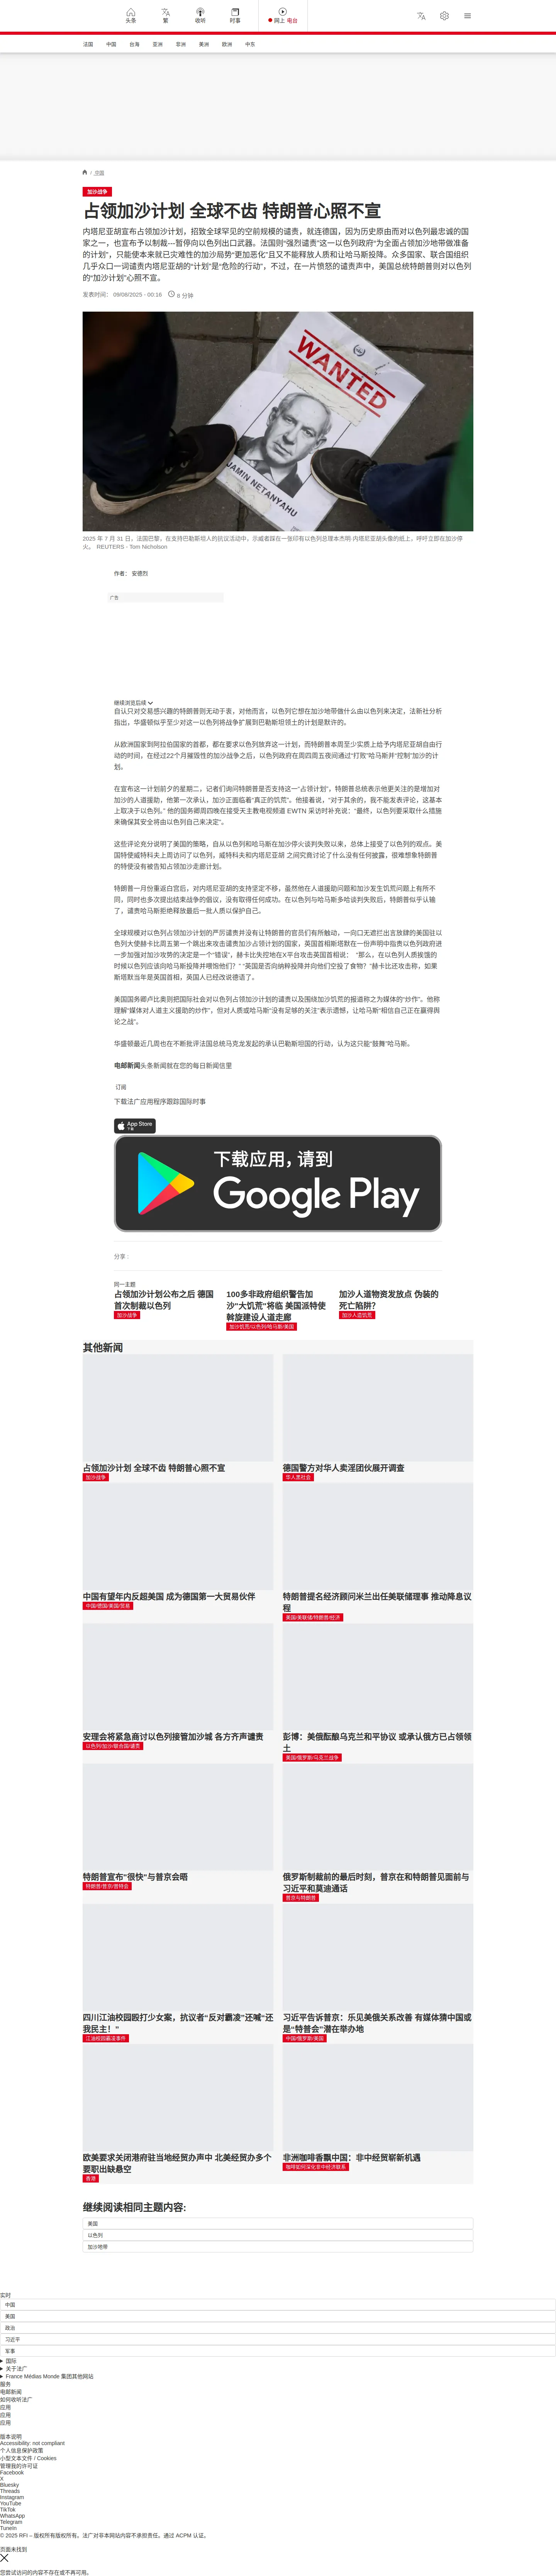 头条
繁
收听
时事
网上 电台
法国
中国
台海
亚洲
非洲
美洲
欧洲
中东
/ 中国
加沙战争
占领加沙计划 全球不齿 特朗普心照不宣
内塔尼亚胡宣布占领加沙计划，招致全球罕见的空前规模的谴责，就连德国，因为历史原由而对以色列最忠诚的国
家之一，也宣布予以制裁---暂停向以色列出口武器。法国则“强烈谴责”这一以色列政府“为全面占领加沙地带做准备
的计划”，只能使本来就已灾难性的加沙局势“更加恶化”且又不能释放人质和让哈马斯投降。众多国家、联合国组织
几乎众口一词谴责内塔尼亚胡的“计划”是“危险的行动”，不过，在一片愤怒的谴责声中，美国总统特朗普则对以色列
的“加沙计划”心照不宣。
发表时间： 09/08/2025 - 00:16
8 分钟
WANTED
JAMIN NETANYAHU
2025 年 7 月 31 日，法国巴黎，在支持巴勒斯坦人的抗议活动中，示威者踩在一张印有以色列总理本杰明·内塔尼亚胡头像的纸上，呼吁立即在加沙停
火。 REUTERS - Tom Nicholson
作者： 安德烈
广告
继续浏览后续
自认只对交易感兴趣的特朗普则无动于衷，对他而言，以色列它想在加沙地带做什么由以色列来决定，法新社分析
指出，华盛顿似乎至少对这一以色列将战争扩展到巴勒斯坦领土的计划是默许的。
从欧洲国家到阿拉伯国家的首都，都在要求以色列放弃这一计划，而特朗普本周至少实质上给予内塔尼亚胡自由行
动的时间，在经过22个月摧毁性的加沙战争之后，以色列政府在周四周五夜间通过“打败”哈马斯并“控制”加沙的计
划。
在宣布这一计划前夕的星期二，记者们询问特朗普是否支持这一“占领计划”，特朗普总统表示他更关注的是增加对
加沙的人道援助，他第一次承认，加沙正面临着“真正的饥荒”。他接着说，“对于其余的，我不能发表评论，这基本
上取决于以色列。” 他的国务卿周四晚在接受天主教电视频道 EWTN 采访时补充说：“最终，以色列要采取什么措施
来确保其安全将由以色列自己来决定”。
这些评论充分说明了美国的策略，自从以色列和哈马斯在加沙停火谈判失败以来，总体上接受了以色列的观点。美
国特使威特科夫上周访问了以色列，威特科夫和内塔尼亚胡 之间究竟讨论了什么没有任何披露，很难想象特朗普
的特使没有被告知占领加沙走廊计划。
特朗普一月份重返白宫后，对内塔尼亚胡的支持坚定不移，虽然他在人道援助问题和加沙发生饥荒问题上有所不
同，同时也多次提出结束战争的倡议，没有取得任何成功。在以色列与哈马斯多哈谈判失败后，特朗普似乎认输
了，谴责哈马斯拒绝释放最后一批人质以保护自己。
全球规模对以色列占领加沙计划的严厉谴责并没有让特朗普的官员们有所触动，一向口无遮拦出言放肆的美国驻以
色列大使赫卡比周五第一个跳出来攻击谴责加沙占领计划的国家，英国首相斯塔默在一份声明中指责以色列政府进
一步加强对加沙攻势的决定是一个“错误”，赫卡比失控地在X平台攻击英国首相说： “那么，在以色列人质挨饿的
时候以色列应该向哈马斯投降并喂饱他们？” “英国是否向纳粹投降并向他们空投了食物? ”赫卡比还攻击称，如果
斯塔默当年是英国首相，英国人已经改说德语了。
美国国务卿卢比奥则把国际社会对以色列占领加沙计划的谴责以及围绕加沙饥荒的报道称之为媒体的“炒作”。他称
理解“媒体对人道主义援助的炒作”，但对人质或哈马斯“没有足够的关注”表示遗憾，让哈马斯“相信自己正在赢得舆
论之战”。
华盛顿最近几周也在不断批评法国总统马克龙发起的承认巴勒斯坦国的行动，认为这只能“鼓舞”哈马斯。
电邮新闻头条新闻就在您的每日新闻信里
订阅
下载法广应用程序跟踪国际时事
App Store
下载
下载应用，请到
Google Play
分享 :
同一主题
占领加沙计划公布之后 德国
首次制裁以色列
加沙战争
100多非政府组织警告加
沙“大饥荒”将临 美国派特使
斡旋建设人道走廊
加沙饥荒/以色列/哈马斯/美国
加沙人道物资发放点 伪装的
死亡陷阱？
加沙人道饥荒
其他新闻
占领加沙计划 全球不齿 特朗普心照不宣
加沙战争
德国警方对华人卖淫团伙展开调查
华人黑社会
中国有望年内反超美国 成为德国第一大贸易伙伴
中国/德国/美国/贸易
特朗普提名经济顾问米兰出任美联储理事 推动降息议
程
美国/美联储/特朗普/经济
安理会将紧急商讨以色列接管加沙城 各方齐声谴责
以色列/加沙/联合国/谴责
彭博：美俄酝酿乌克兰和平协议 或承认俄方已占领领
土
美国/俄罗斯/乌克兰战争
特朗普宣布“很快”与普京会晤
特朗普/普京/普特会
俄罗斯制裁前的最后时刻，普京在和特朗普见面前与
习近平和莫迪通话
普京与特朗普
四川江油校园殴打少女案，抗议者“反对霸凌”还喊“还
我民主！”
江油校园霸凌事件
习近平告诉普京：乐见美俄关系改善 有媒体猜中国或
是“特普会”潜在举办地
中国/俄罗斯/美国
欧美要求关闭港府驻当地经贸办声中 北美经贸办多个
要职出缺悬空
香港
非洲咖啡香飘中国：非中经贸崭新机遇
咖啡如何深化非中经济联系
继续阅读相同主题内容:
美国
以色列
加沙地带
实时
中国
美国
政治
习近平
军事
国际
关于法广
France Médias Monde 集团其他网站
服务
电邮新闻
如何收听法广
应用
应用
应用
版本说明
Accessibility: not compliant
个人信息保护政策
小型文本文件 / Cookies
管理我的许可证
Facebook
X
Bluesky
Threads
Instagram
YouTube
TikTok
WhatsApp
Telegram
TuneIn
© 2025 RFI – 版权所有版权所有。法广对非本网站内容不承担责任。通过 ACPM 认证。
页面未找到
您尝试访问的内容不存在或不再可用。